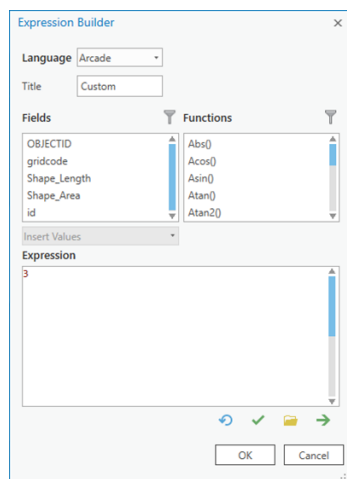 Expression Builder
Language Arcade
Title Custom
Fields Functions
OBJECTID Abs()
gridcode Acos()
Shape_Length Asin()
Shape_Area Atan()
id Atan2()
Insert Values
Expression
3
OK Cancel